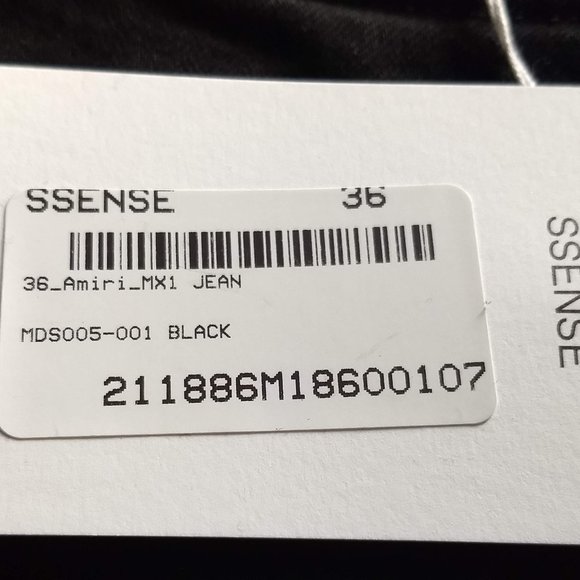 SSENSE 36
36_Amiri_MX1 JEAN
MDS005-001 BLACK
211886M18600107
SSENSE